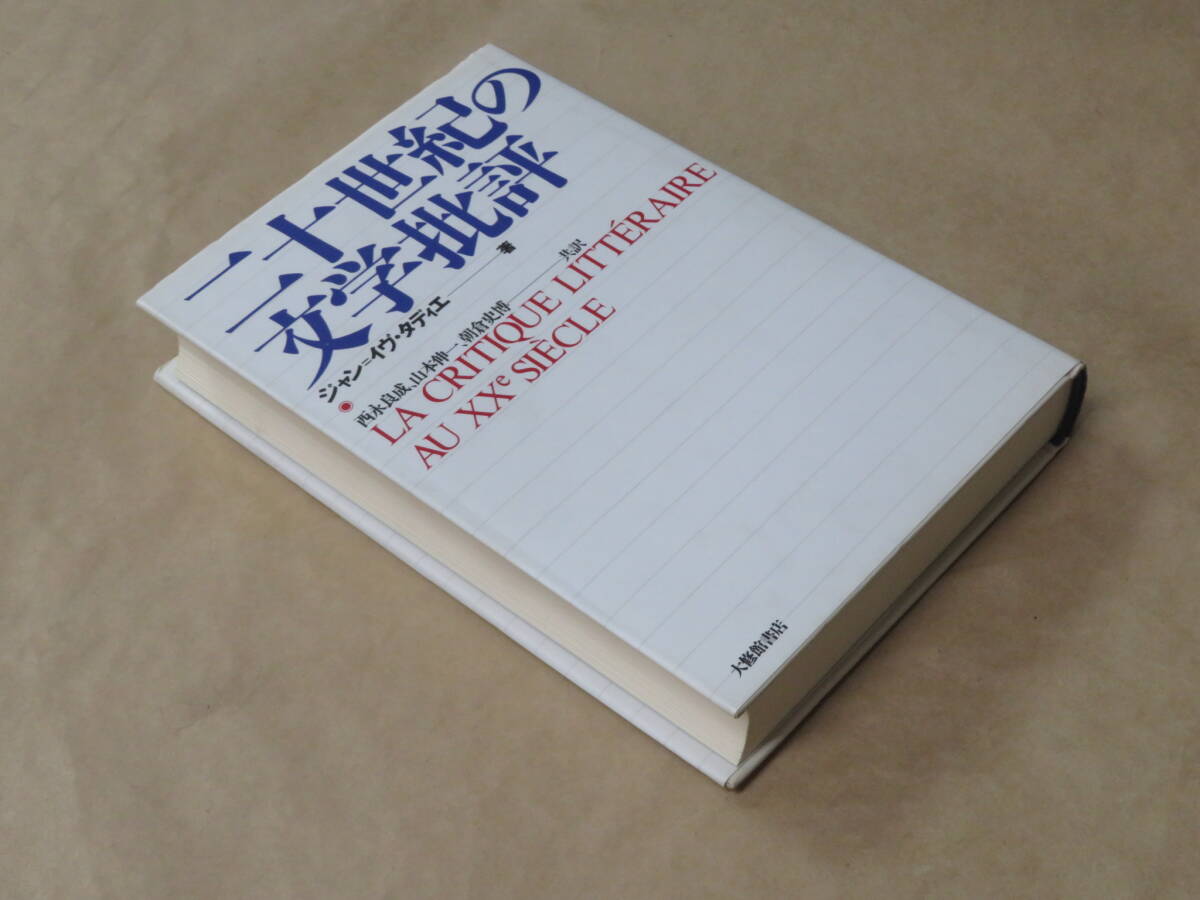 二十世紀の
文学批評
ジャン=イヴ・タディエ——著
◉西永良成、山本伸一、朝倉史博——共訳
LA CRITIQUE LITTÉRAIRE
AU XXe SIÈCLE
大修館書店